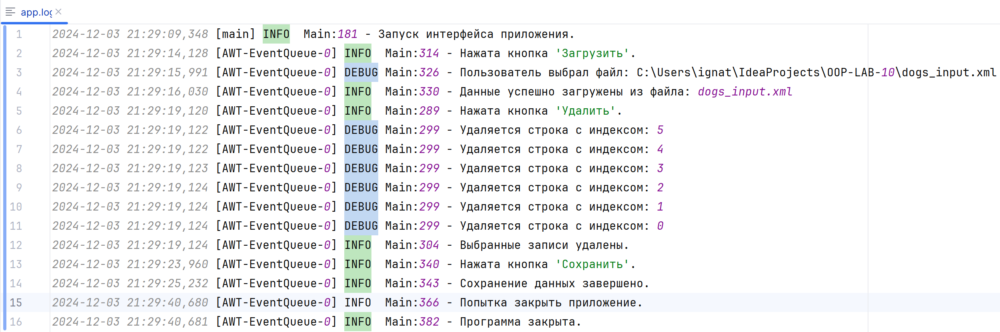 app.log
1 2024-12-03 21:29:09,348 [main] INFO  Main:181 - Запуск интерфейса приложения.
2 2024-12-03 21:29:14,128 [AWT-EventQueue-0] INFO  Main:314 - Нажата кнопка 'Загрузить'.
3 2024-12-03 21:29:15,991 [AWT-EventQueue-0] DEBUG Main:326 - Пользователь выбрал файл: C:\Users\ignat\IdeaProjects\OOP-LAB-10\dogs_input.xml
4 2024-12-03 21:29:16,030 [AWT-EventQueue-0] INFO  Main:330 - Данные успешно загружены из файла: dogs_input.xml
5 2024-12-03 21:29:19,120 [AWT-EventQueue-0] INFO  Main:289 - Нажата кнопка 'Удалить'.
6 2024-12-03 21:29:19,122 [AWT-EventQueue-0] DEBUG Main:299 - Удаляется строка с индексом: 5
7 2024-12-03 21:29:19,122 [AWT-EventQueue-0] DEBUG Main:299 - Удаляется строка с индексом: 4
8 2024-12-03 21:29:19,123 [AWT-EventQueue-0] DEBUG Main:299 - Удаляется строка с индексом: 3
9 2024-12-03 21:29:19,124 [AWT-EventQueue-0] DEBUG Main:299 - Удаляется строка с индексом: 2
10 2024-12-03 21:29:19,124 [AWT-EventQueue-0] DEBUG Main:299 - Удаляется строка с индексом: 1
11 2024-12-03 21:29:19,124 [AWT-EventQueue-0] DEBUG Main:299 - Удаляется строка с индексом: 0
12 2024-12-03 21:29:19,124 [AWT-EventQueue-0] INFO  Main:304 - Выбранные записи удалены.
13 2024-12-03 21:29:23,960 [AWT-EventQueue-0] INFO  Main:340 - Нажата кнопка 'Сохранить'.
14 2024-12-03 21:29:25,232 [AWT-EventQueue-0] INFO  Main:343 - Сохранение данных завершено.
15 2024-12-03 21:29:40,680 [AWT-EventQueue-0] INFO  Main:366 - Попытка закрыть приложение.
16 2024-12-03 21:29:40,681 [AWT-EventQueue-0] INFO  Main:382 - Программа закрыта.